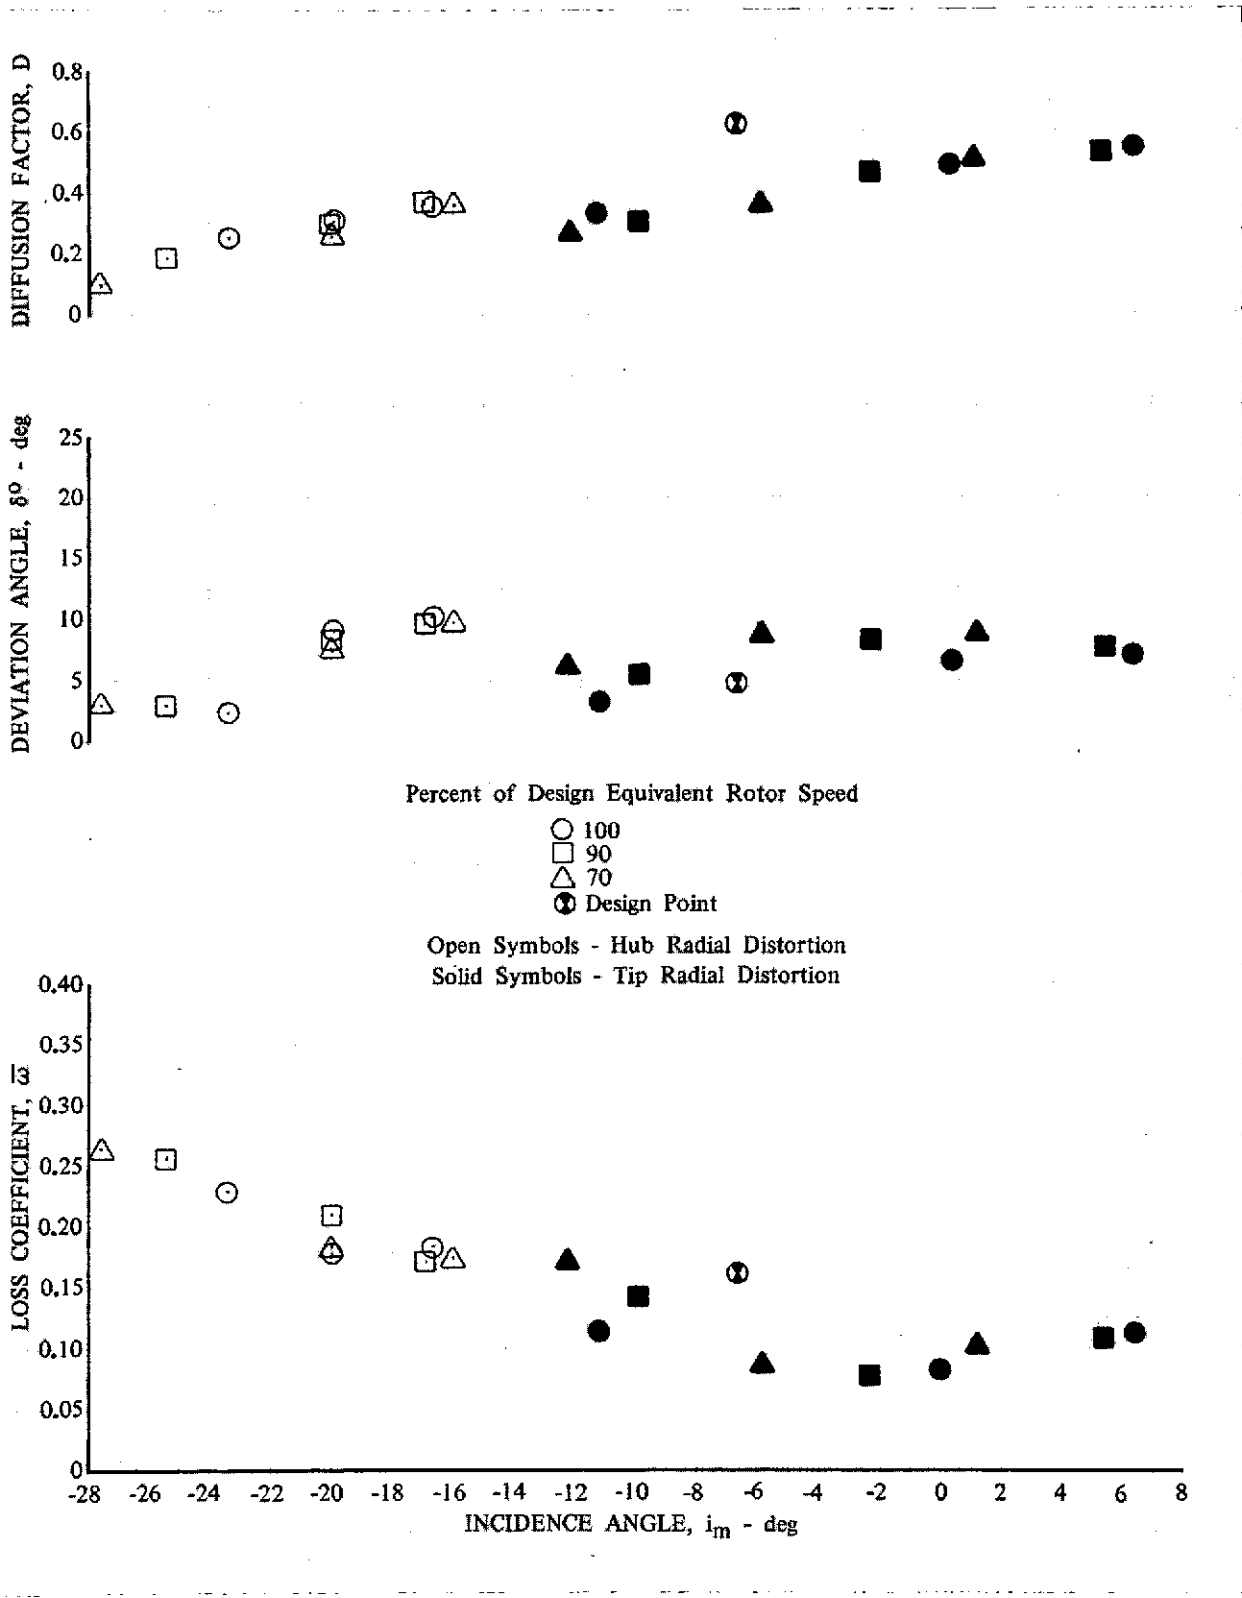 DIFFUSION FACTOR, D
0.8
0.6
0.4
0.2
0
DEVIATION ANGLE, δ° - deg
25
20
15
10
5
0
Percent of Design Equivalent Rotor Speed
100
90
70
Design Point
Open Symbols - Hub Radial Distortion
Solid Symbols - Tip Radial Distortion
LOSS COEFFICIENT, ω̅
0.40
0.35
0.30
0.25
0.20
0.15
0.10
0.05
0
-28 -26 -24 -22 -20 -18 -16 -14 -12 -10 -8 -6 -4 -2 0 2 4 6 8
INCIDENCE ANGLE, iₘ - deg